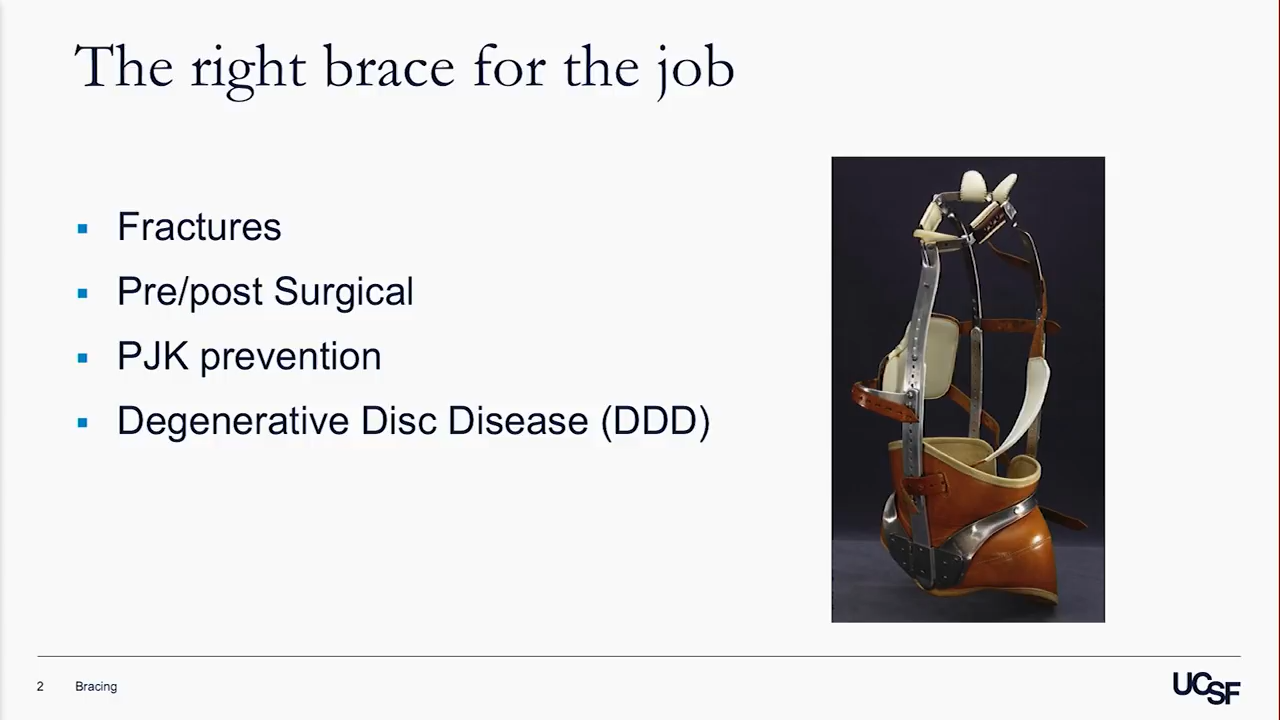 The right brace for the job
▪ Fractures
▪ Pre/post Surgical
▪ PJK prevention
▪ Degenerative Disc Disease (DDD)
2 Bracing
UCSF